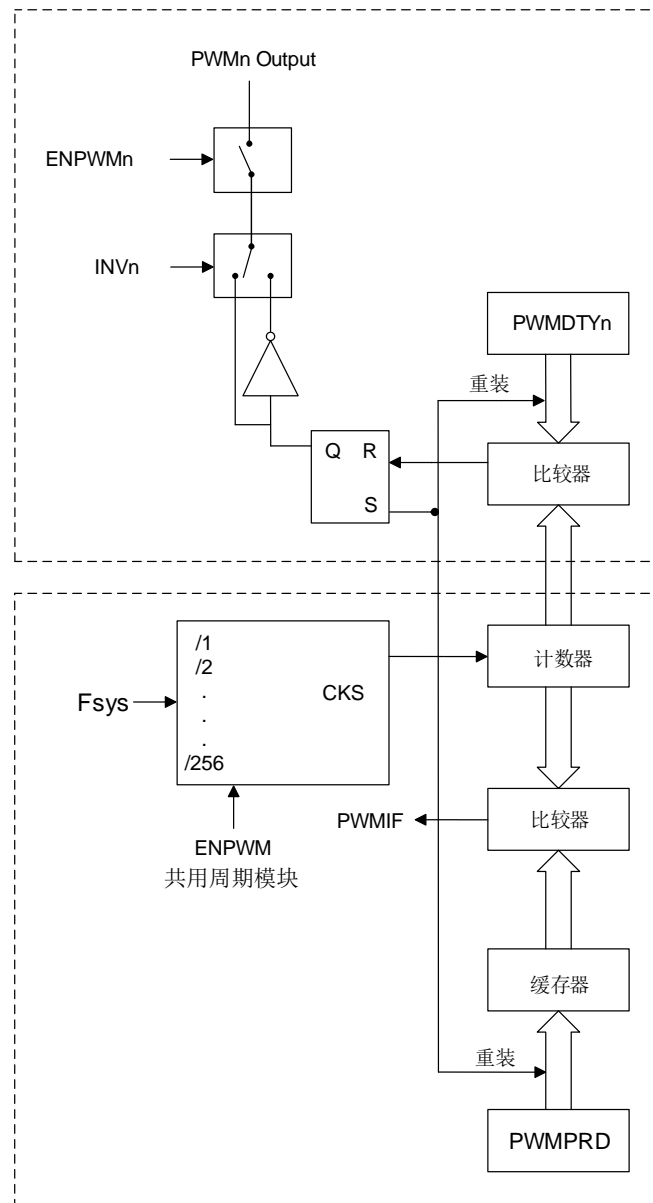 PWMn Output
ENPWMn
INVn
PWMDTYn
重装
Q R
S
比较器
/1
/2
.
.
.
/256
CKS
Fsys
计数器
ENPWM
共用周期模块
PWMIF
比较器
缓存器
重装
PWMPRD